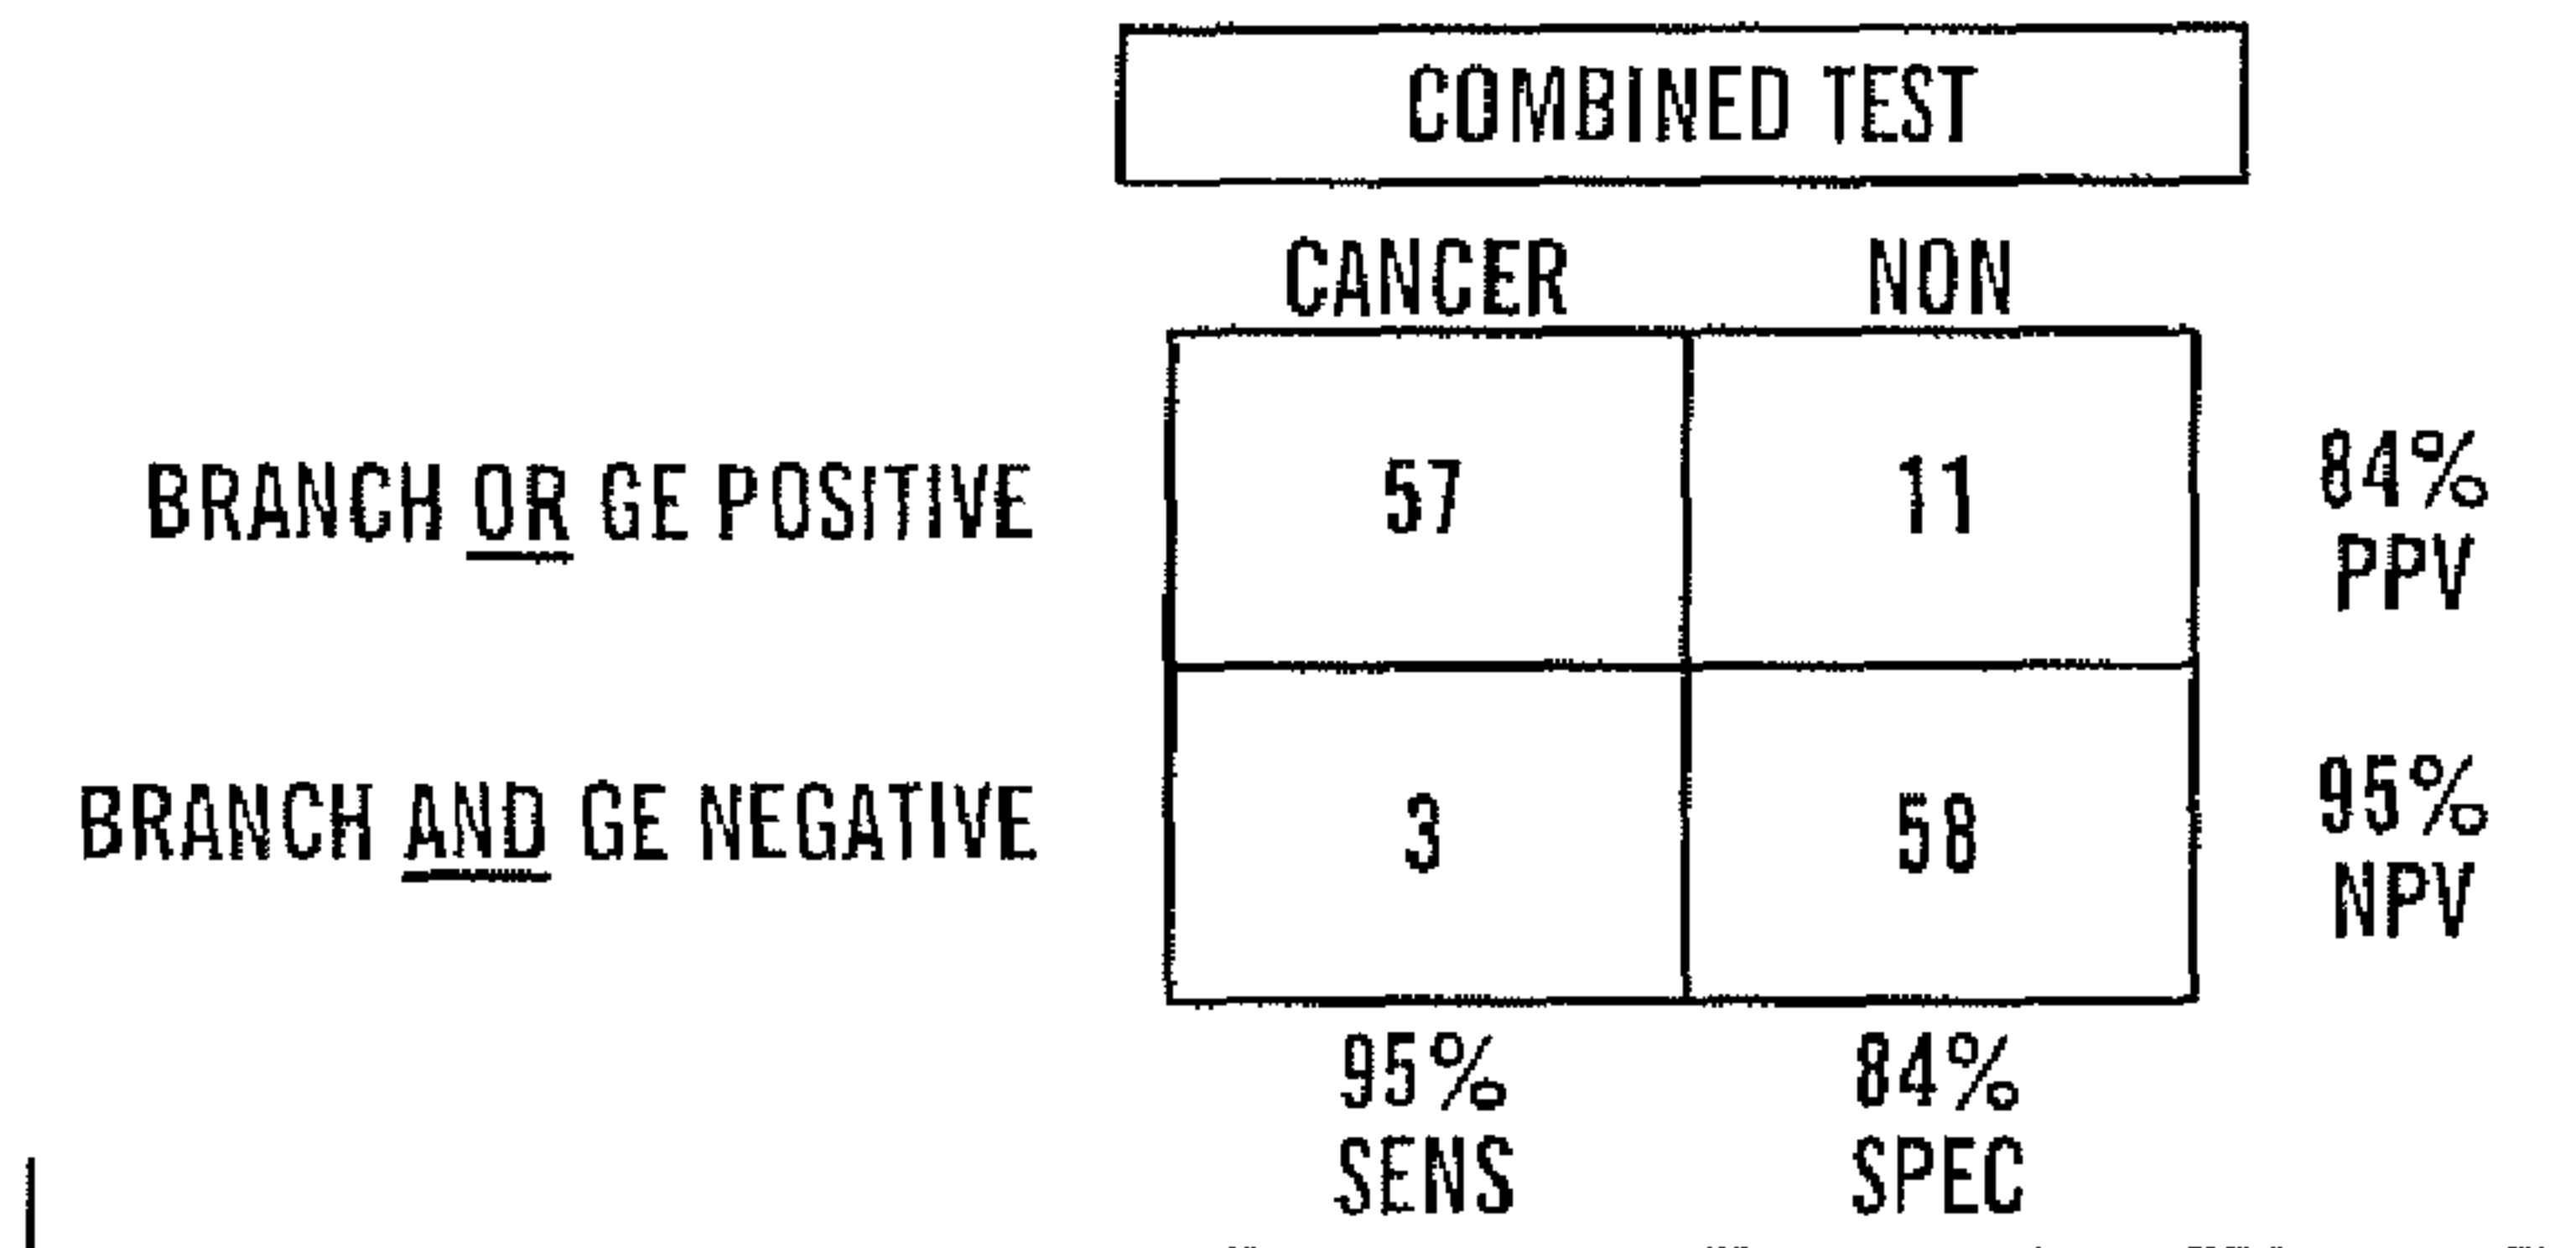 COMBINED TEST
CANCER NON
BRANCH OR GE POSITIVE 57 11 84% PPV
BRANCH AND GE NEGATIVE 3 58 95% NPV
95% 84%
SENS SPEC